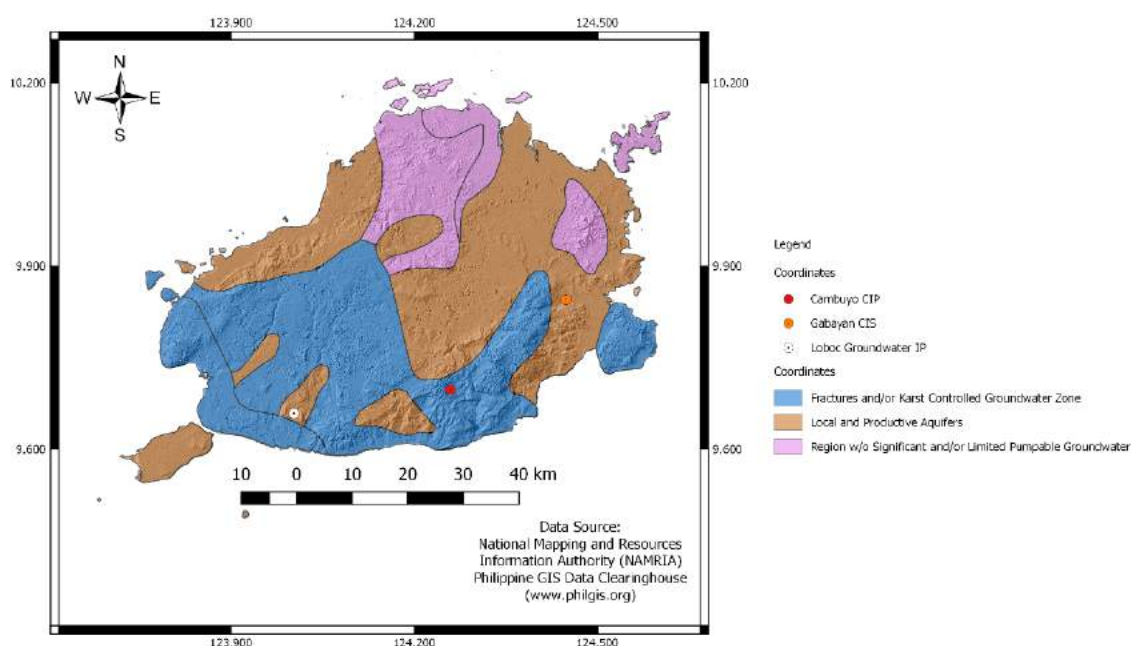 123.900 124.200 124.500
10.200 10.200
N
W E
S
9.900 9.900
9.600 9.600
10 0 10 20 30 40 km
Data Source:
National Mapping and Resources
Information Authority (NAMRIA)
Philippine GIS Data Clearinghouse
(www.philgis.org)
123.900 124.200 124.500
Legend
Coordinates
Cambuyo CIP
Gabayan CIS
Loboc Groundwater IP
Coordinates
Fractures and/or Karst Controlled Groundwater Zone
Local and Productive Aquifers
Region w/o Significant and/or Limited Pumpable Groundwater